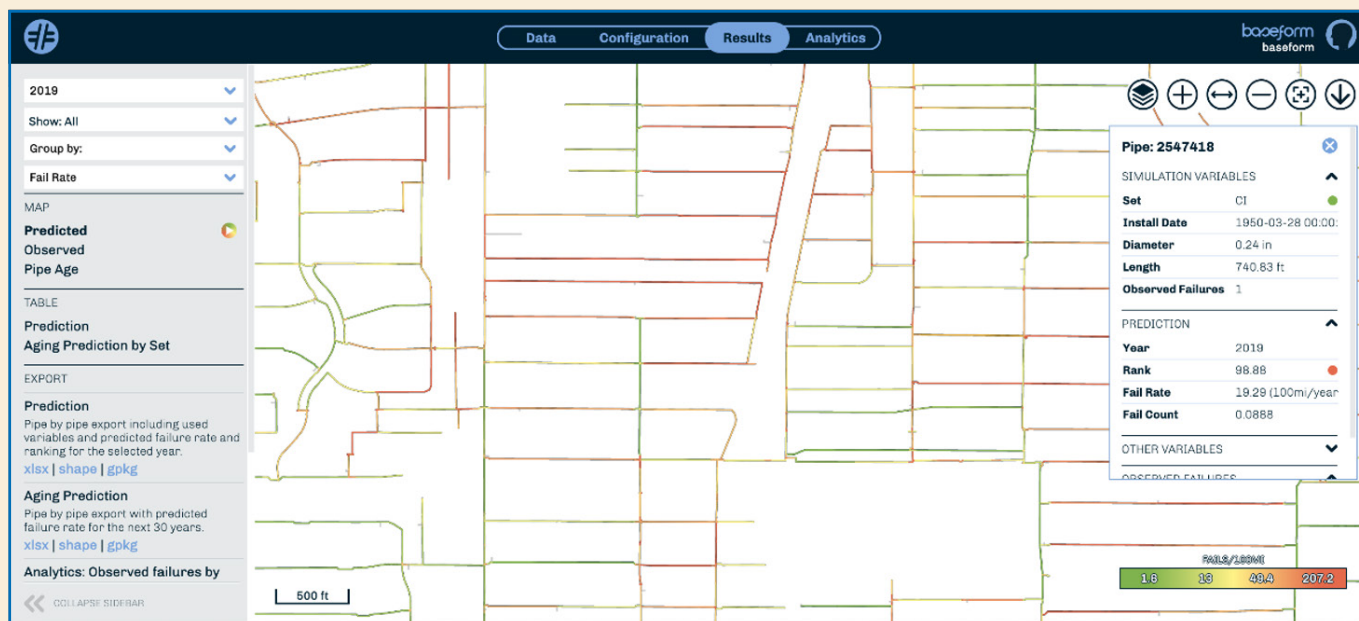 Data Configuration Results Analytics
baseform
baseform
2019
Show: All
Group by:
Fail Rate
MAP
Predicted
Observed
Pipe Age
TABLE
Prediction
Aging Prediction by Set
EXPORT
Prediction
Pipe by pipe export including used
variables and predicted failure rate and
ranking for the selected year.
xlsx | shape | gpkg
Aging Prediction
Pipe by pipe export with predicted
failure rate for the next 30 years.
xlsx | shape | gpkg
Analytics: Observed failures by
COLLAPSE SIDEBAR
500 ft
Pipe: 2547418
SIMULATION VARIABLES
Set CI
Install Date 1950-03-28 00:00:
Diameter 0.24 in
Length 740.83 ft
Observed Failures 1
PREDICTION
Year 2019
Rank 98.88
Fail Rate 19.29 (100mi/year
Fail Count 0.0888
OTHER VARIABLES
OBSERVED FAILURES
FAILS/100MI
1.8 13 49.4 207.2